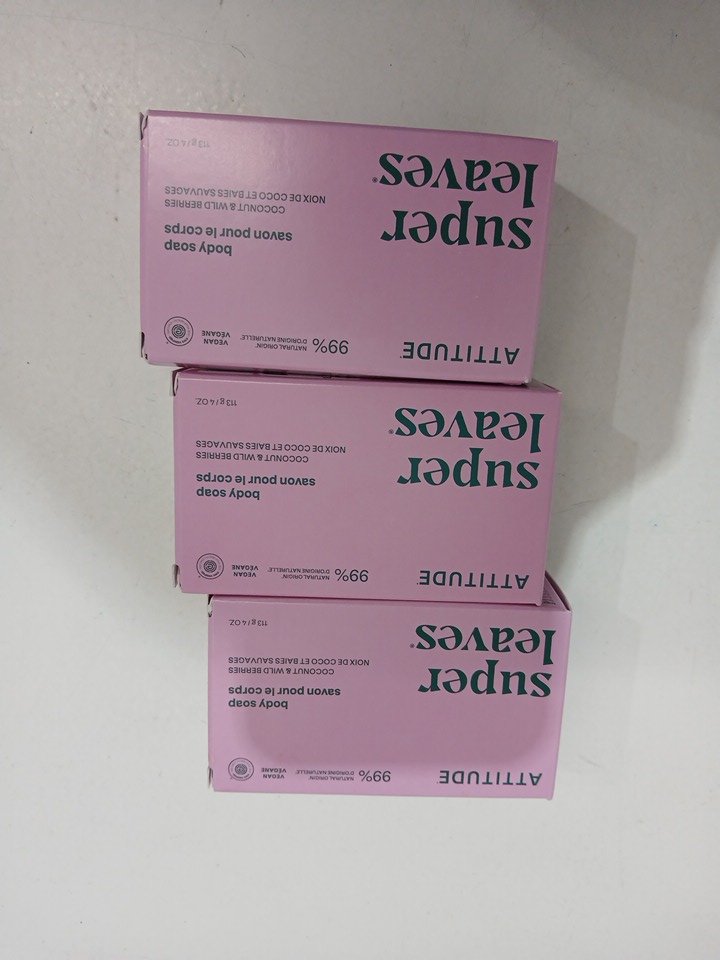 ATTITUDE
99%
NATURAL ORIGIN*
D'ORIGINE NATURELLE*
VEGAN
VÉGANE
super
leaves®
body soap
savon pour le corps
COCONUT & WILD BERRIES
NOIX DE COCO ET BAIES SAUVAGES
113 g / 4 OZ.
ATTITUDE
99%
NATURAL ORIGIN*
D'ORIGINE NATURELLE*
VEGAN
VÉGANE
super
leaves®
body soap
savon pour le corps
COCONUT & WILD BERRIES
NOIX DE COCO ET BAIES SAUVAGES
113 g / 4 OZ.
ATTITUDE
99%
NATURAL ORIGIN*
D'ORIGINE NATURELLE*
VEGAN
VÉGANE
super
leaves®
body soap
savon pour le corps
COCONUT & WILD BERRIES
NOIX DE COCO ET BAIES SAUVAGES
113 g / 4 OZ.